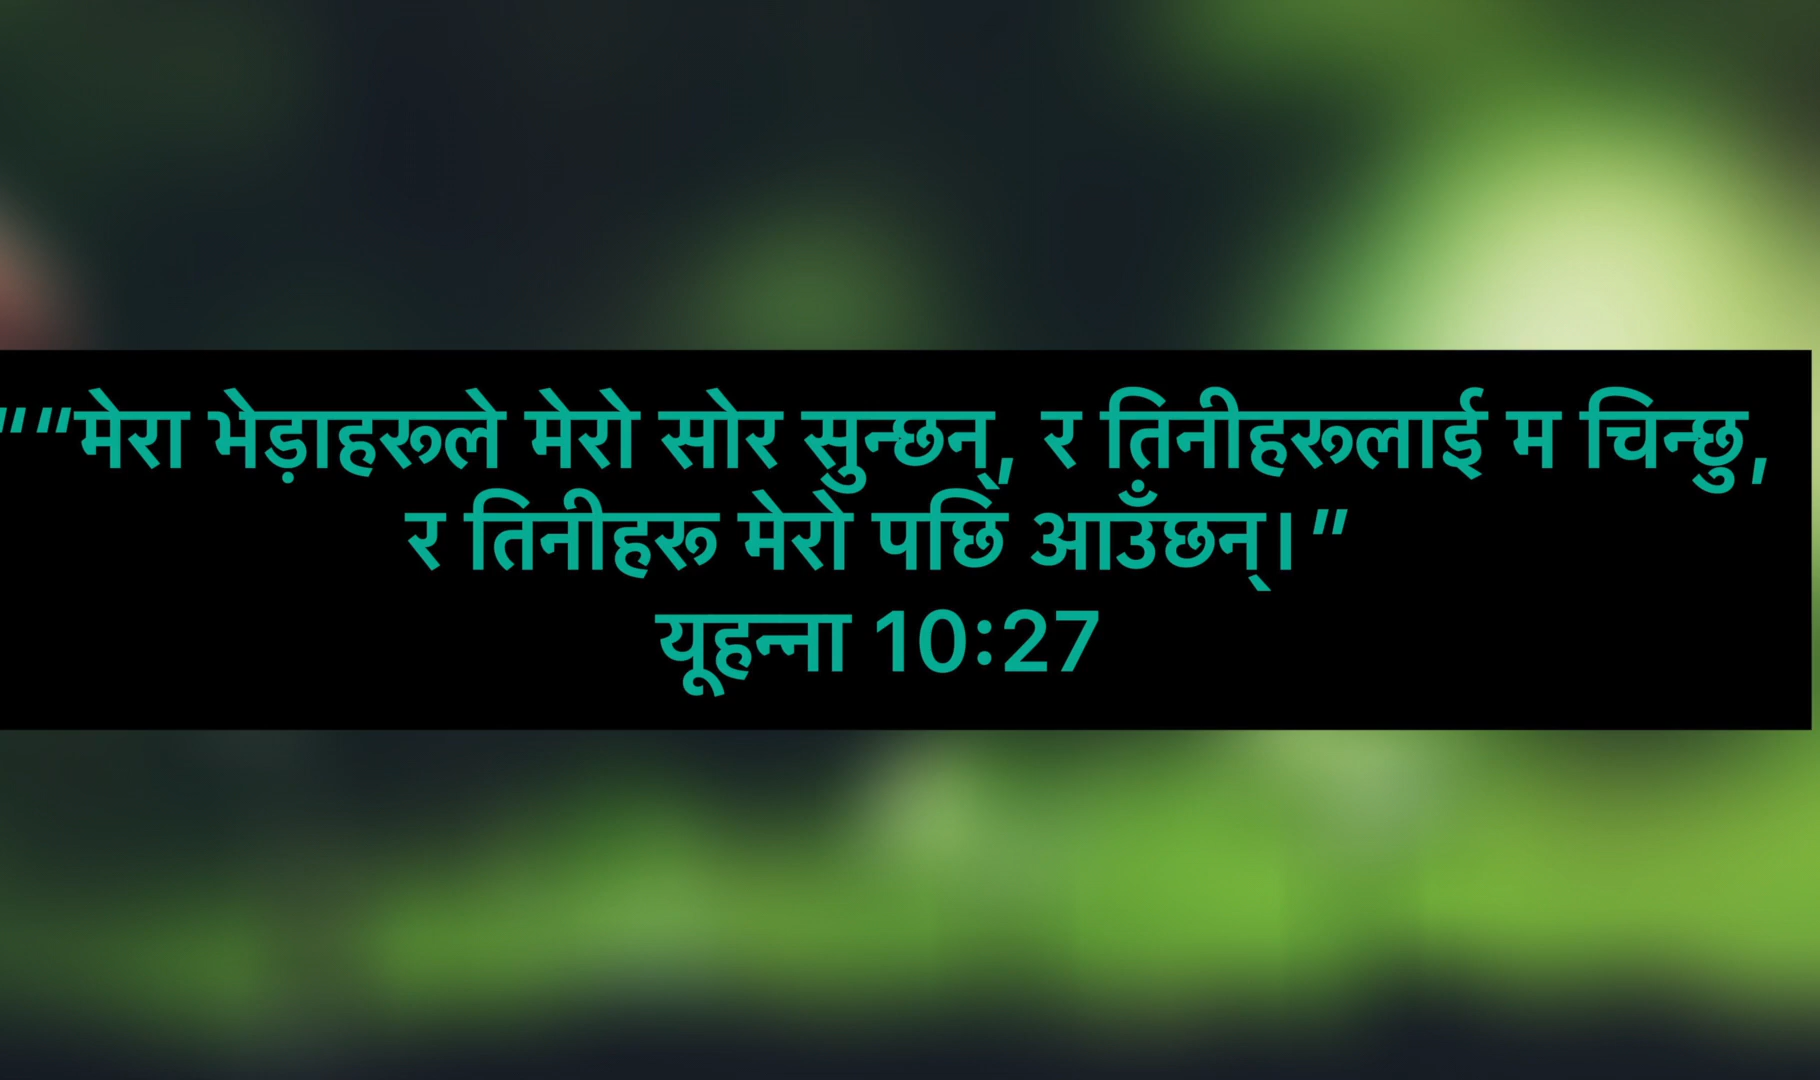 ““मेरा भेड़ाहरूले मेरो सोर सुन्छन्, र तिनीहरूलाई म चिन्छु,
र तिनीहरू मेरो पछि आउँछन्।”
यूहन्ना 10:27